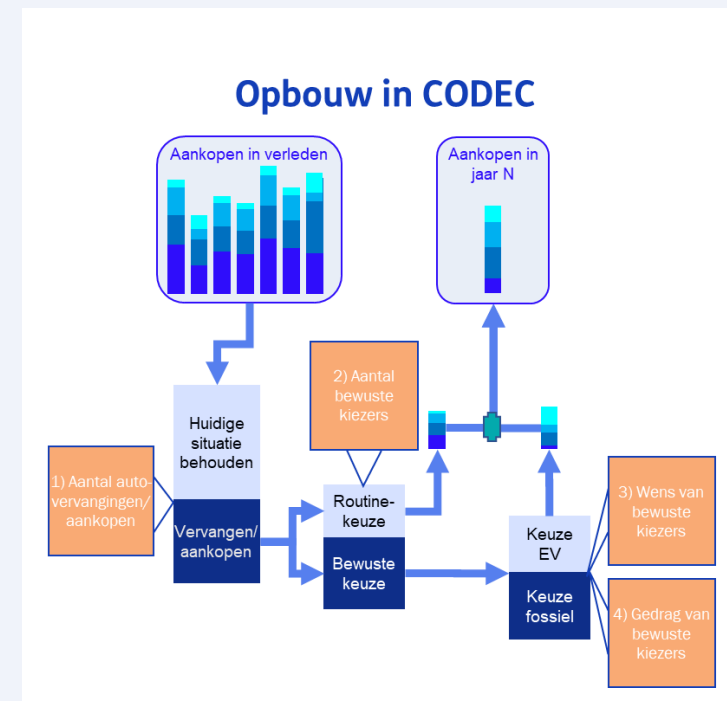 Opbouw in CODEC
Aankopen in verleden
Aankopen in
jaar N
2) Aantal
bewuste
kiezers
Huidige
situatie
behouden
1) Aantal auto-
vervangingen/
aankopen
Vervangen/
aankopen
Routine-
keuze
Bewuste
keuze
Keuze
EV
Keuze
fossiel
3) Wens van
bewuste
kiezers
4) Gedrag van
bewuste
kiezers